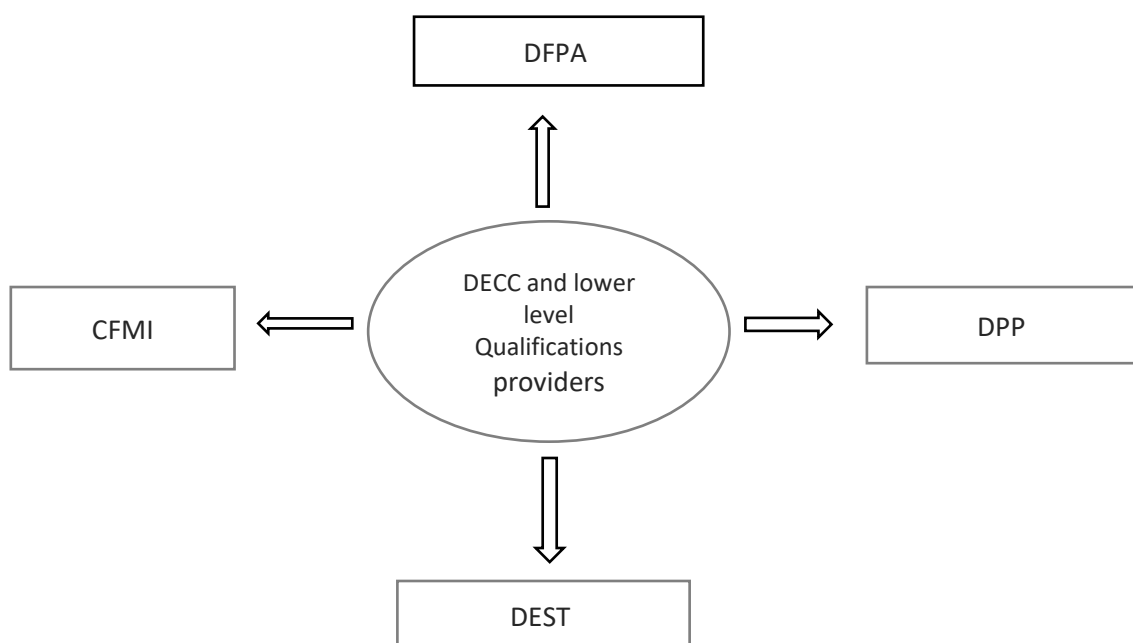 DFPA
DECC and lower
level
Qualifications
providers
CFMI
DPP
DEST